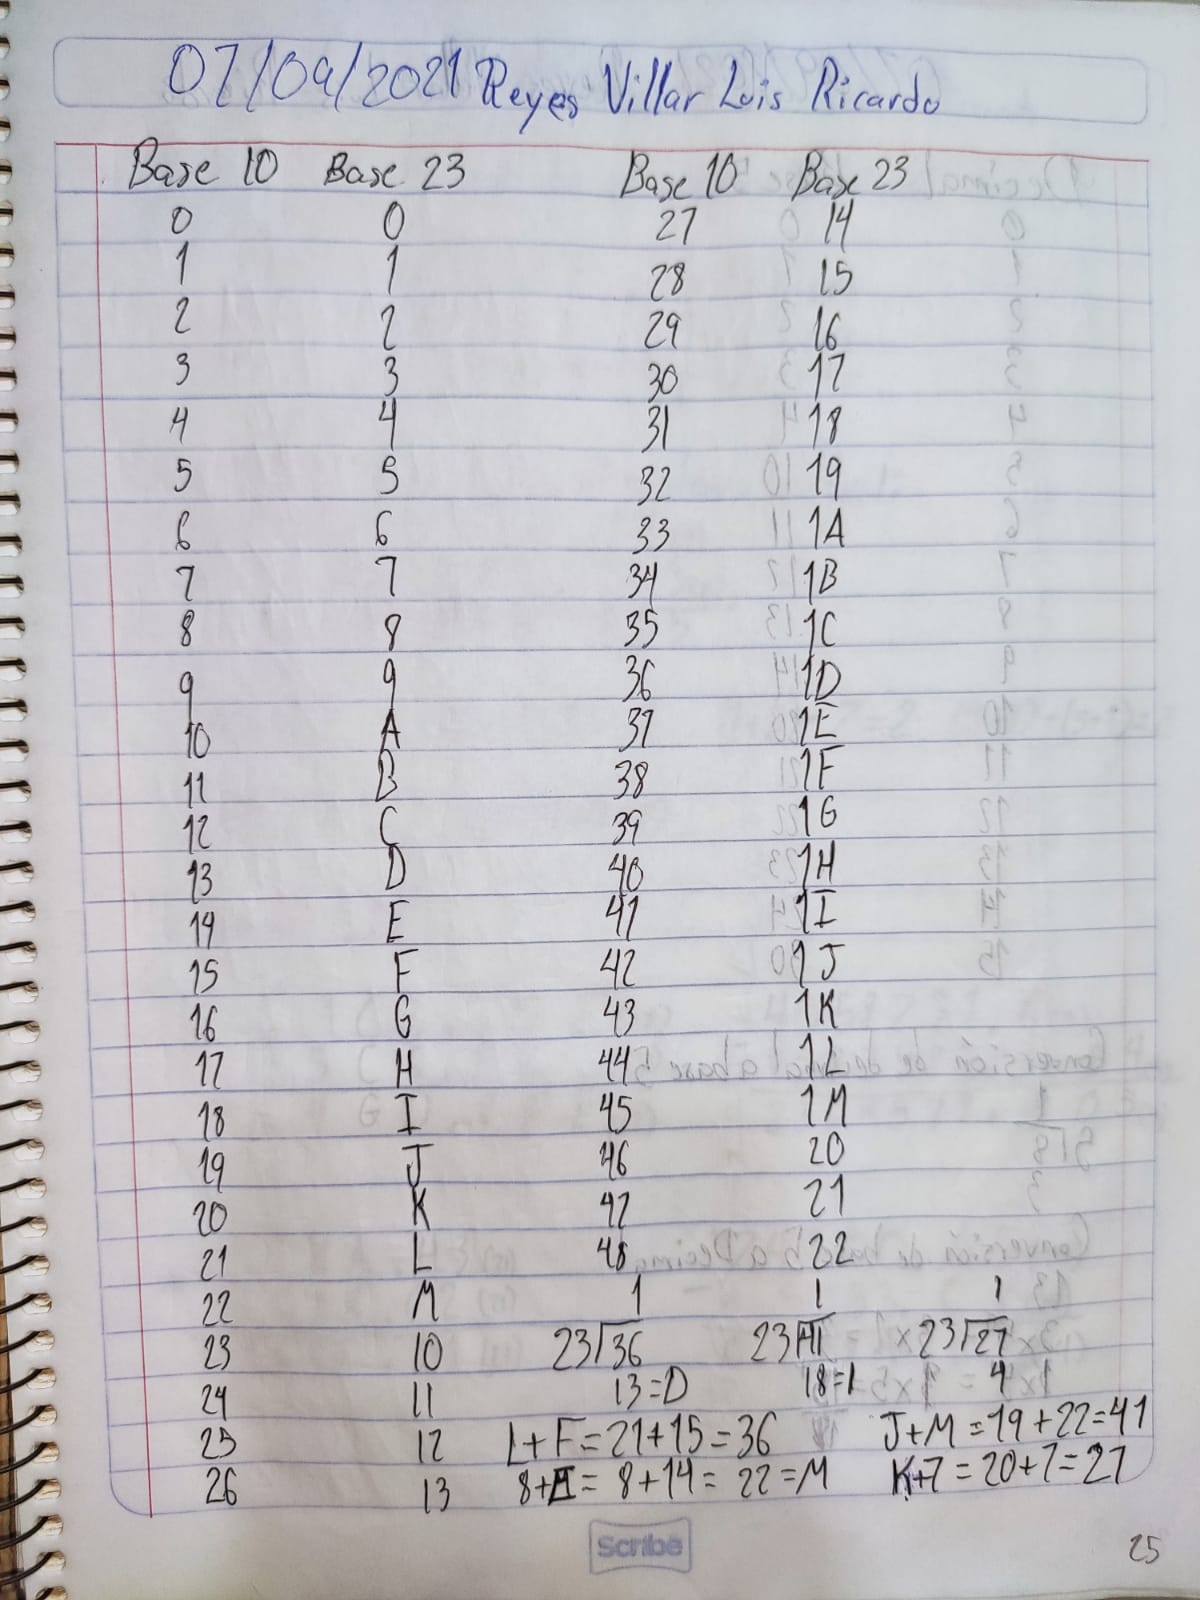 07/09/2021 Reyes Villar Luis Ricardo
Base 10 Base 23 Base 10 Base 23
0 0 27 14
1 1 28 15
2 2 29 16
3 3 30 17
4 4 31 18
5 5 32 19
6 6 33 1A
7 7 34 1B
8 8 35 1C
9 9 36 1D
10 A 37 1E
11 B 38 1F
12 C 39 1G
13 D 40 1H
14 E 41 1I
15 F 42 1J
16 G 43 1K
17 H 44 1L
18 I 45 1M
19 J 46 20
20 K 47 21
21 L 48 22
22 M 1 1 1
23 10 23√36 23√41 23√27
24 11 13=D 18=I 4
25 12 L+F=21+15=36 J+M=19+22=41
26 13 8+E=8+14=22=M K+7=20+7=27
Scribe
25